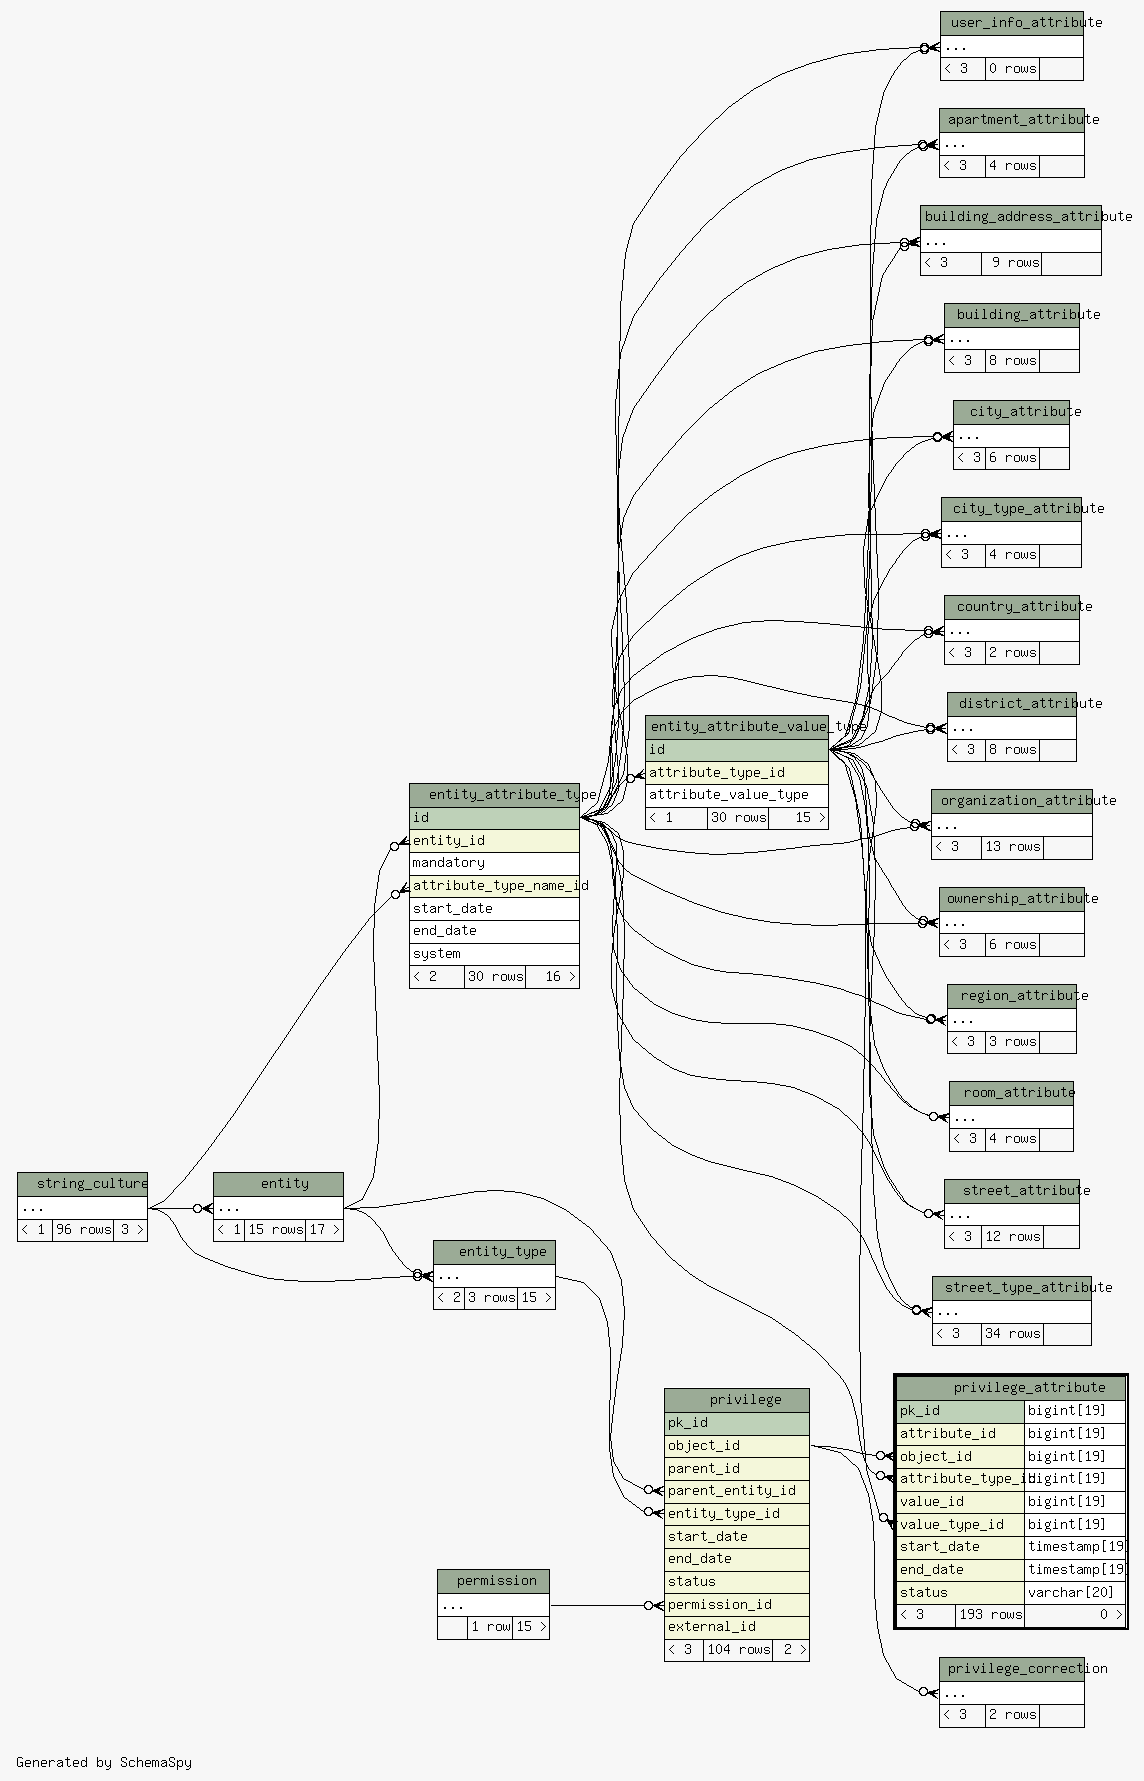 user_info_attribute
...
< 3 0 rows
apartment_attribute
...
< 3 4 rows
building_address_attribute
...
< 3 9 rows
building_attribute
...
< 3 8 rows
city_attribute
...
< 3 6 rows
city_type_attribute
...
< 3 4 rows
country_attribute
...
< 3 2 rows
district_attribute
...
< 3 8 rows
entity_attribute_value_type
id
attribute_type_id
attribute_value_type
< 1 30 rows 15 >
entity_attribute_type
id
entity_id
mandatory
attribute_type_name_id
start_date
end_date
system
< 2 30 rows 16 >
organization_attribute
...
< 3 13 rows
ownership_attribute
...
< 3 6 rows
region_attribute
...
< 3 3 rows
room_attribute
...
< 3 4 rows
string_culture
...
< 1 96 rows 3 >
entity
...
< 1 15 rows 17 >
entity_type
...
< 2 3 rows 15 >
street_attribute
...
< 3 12 rows
street_type_attribute
...
< 3 34 rows
privilege
pk_id
object_id
parent_id
parent_entity_id
entity_type_id
start_date
end_date
status
permission_id
external_id
< 3 104 rows 2 >
permission
...
1 row 15 >
privilege_attribute
pk_id bigint[19]
attribute_id bigint[19]
object_id bigint[19]
attribute_type_id bigint[19]
value_id bigint[19]
value_type_id bigint[19]
start_date timestamp[19]
end_date timestamp[19]
status varchar[20]
< 3 193 rows 0 >
privilege_correction
...
< 3 2 rows
Generated by SchemaSpy